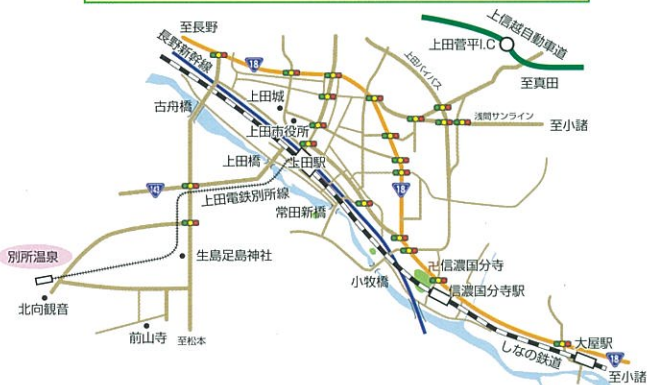 至長野
長野新幹線
18
上信越自動車道
上田菅平I.C
至真田
上田バイパス
古舟橋
上田城
上田市役所
浅間サンライン
至小諸
上田橋
上田駅
143
上田電鉄別所線
18
常田新橋
別所温泉
生島足島神社
卍信濃国分寺
小牧橋
信濃国分寺駅
北向観音
前山寺
至松本
しなの鉄道
大屋駅
18
至小諸